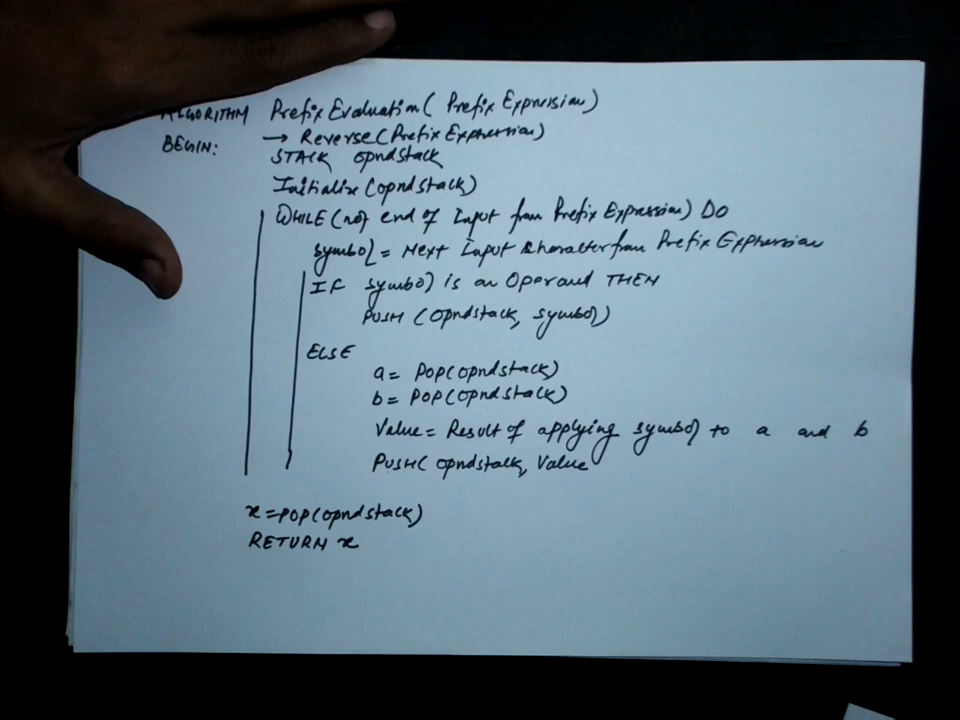 ALGORITHM Prefix Evaluation( Prefix Expression)
BEGIN: → Reverse(Prefix Expression)
STACK opndstack
Initialize(opndstack)
WHILE(not end of Input from Prefix Expression) Do
symbol = Next Input Character from Prefix Expression
IF symbol is an Operand THEN
PUSH (opndstack, symbol)
ELSE
a = POP(opndstack)
b = POP(opndstack)
Value = Result of applying symbol to a and b
PUSH( opndstack, Value
x = POP(opndstack)
RETURN x